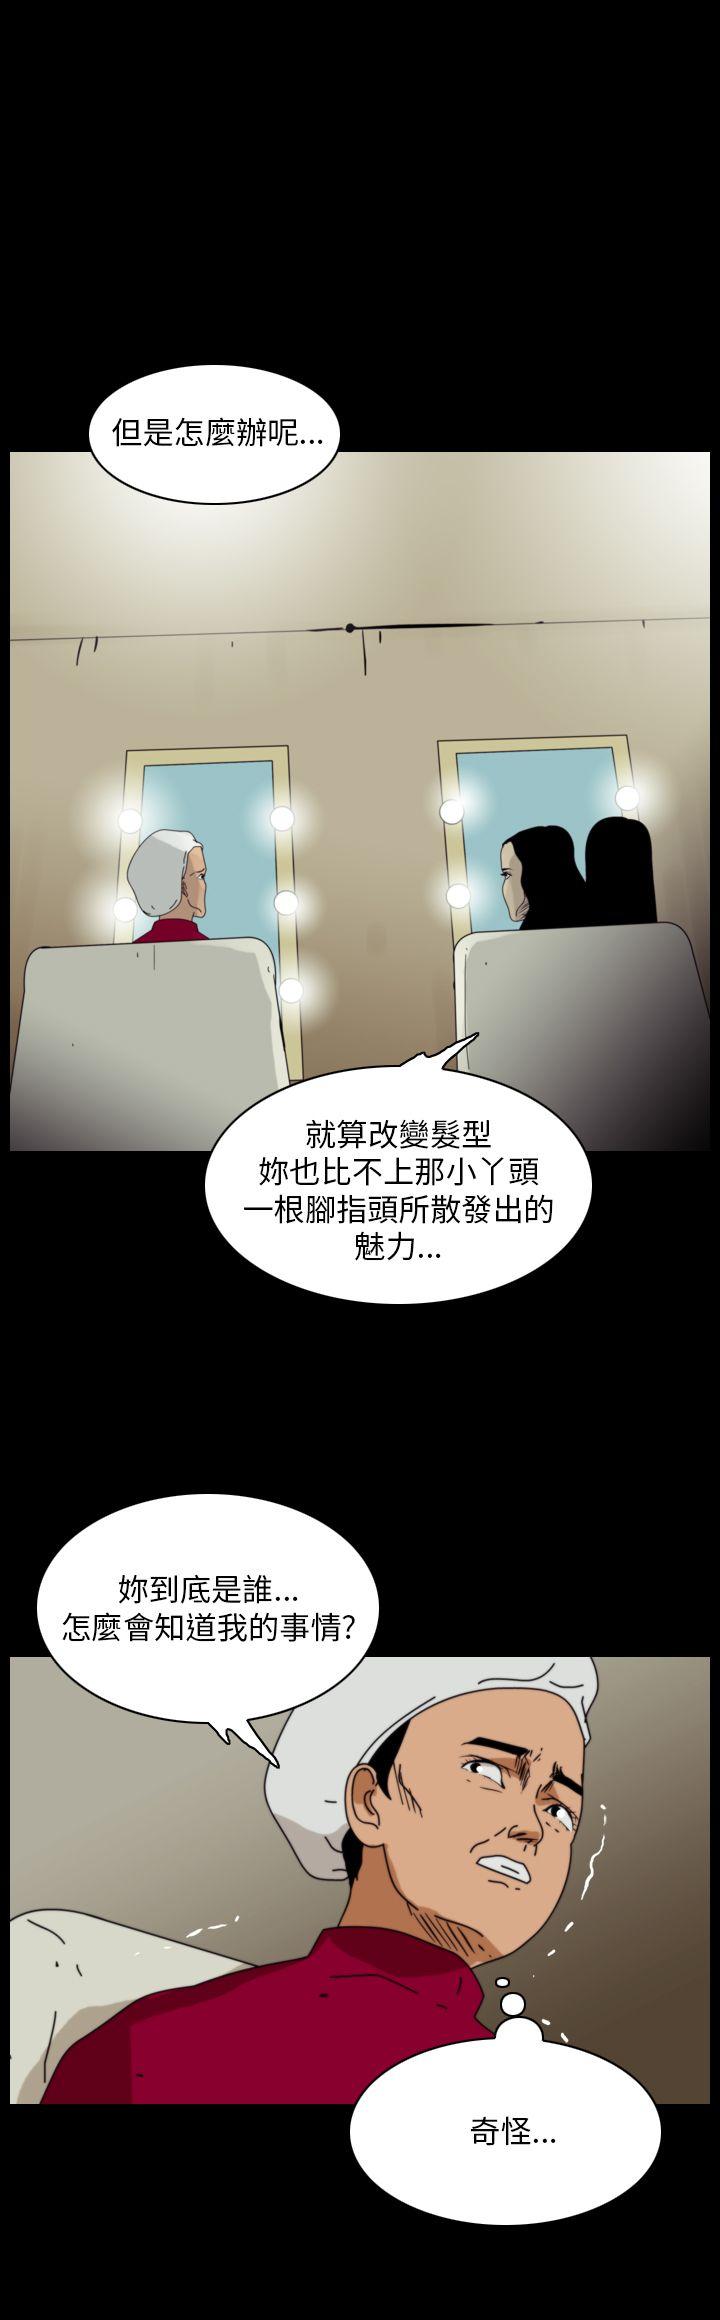 但是怎麼辦呢...
就算改變髮型
妳也比不上那小丫頭
一根腳指頭所散發出的
魅力...
妳到底是誰...
怎麼會知道我的事情?
奇怪...